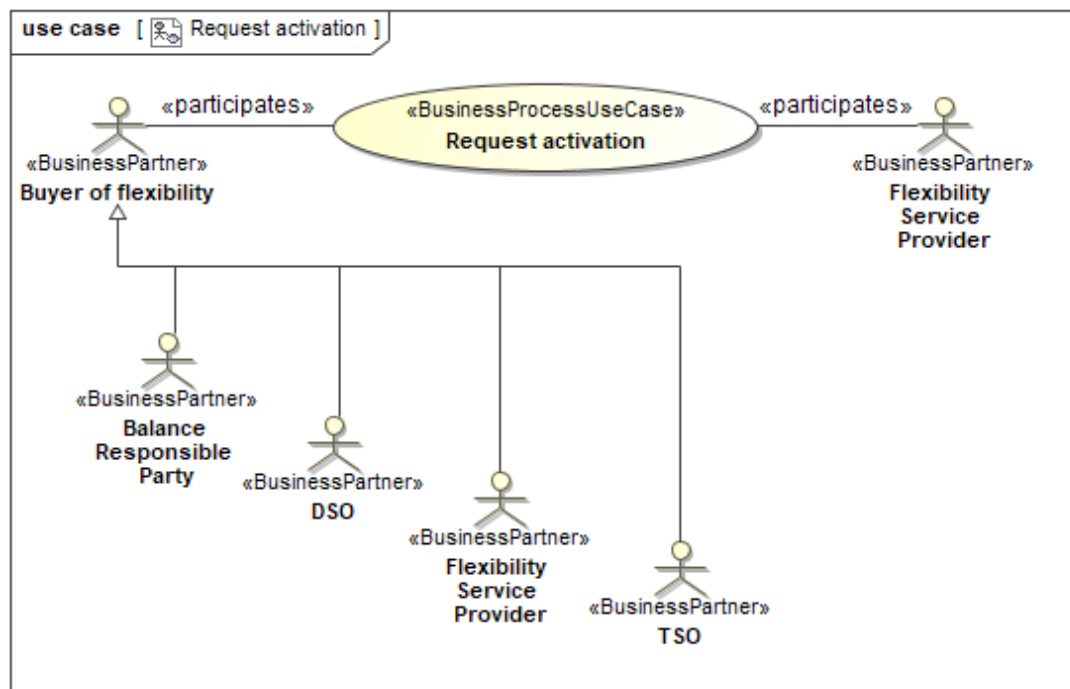 use case [ Request activation ]
«participates»
«BusinessProcessUseCase»
Request activation
«participates»
«BusinessPartner»
Buyer of flexibility
«BusinessPartner»
Flexibility
Service
Provider
«BusinessPartner»
Balance
Responsible
Party
«BusinessPartner»
DSO
«BusinessPartner»
Flexibility
Service
Provider
«BusinessPartner»
TSO